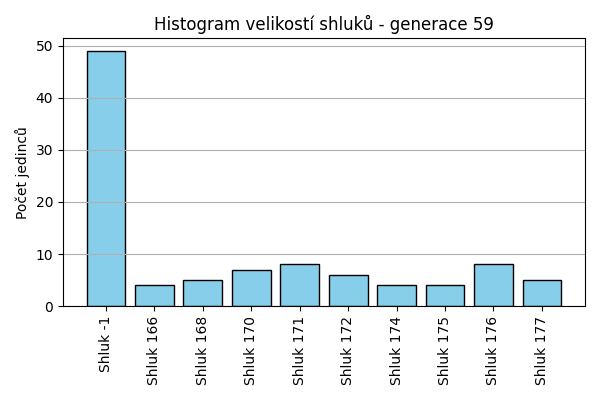 Histogram velikostí shluků - generace 59
Počet jedinců
50
40
30
20
10
0
Shluk -1
Shluk 166
Shluk 168
Shluk 170
Shluk 171
Shluk 172
Shluk 174
Shluk 175
Shluk 176
Shluk 177